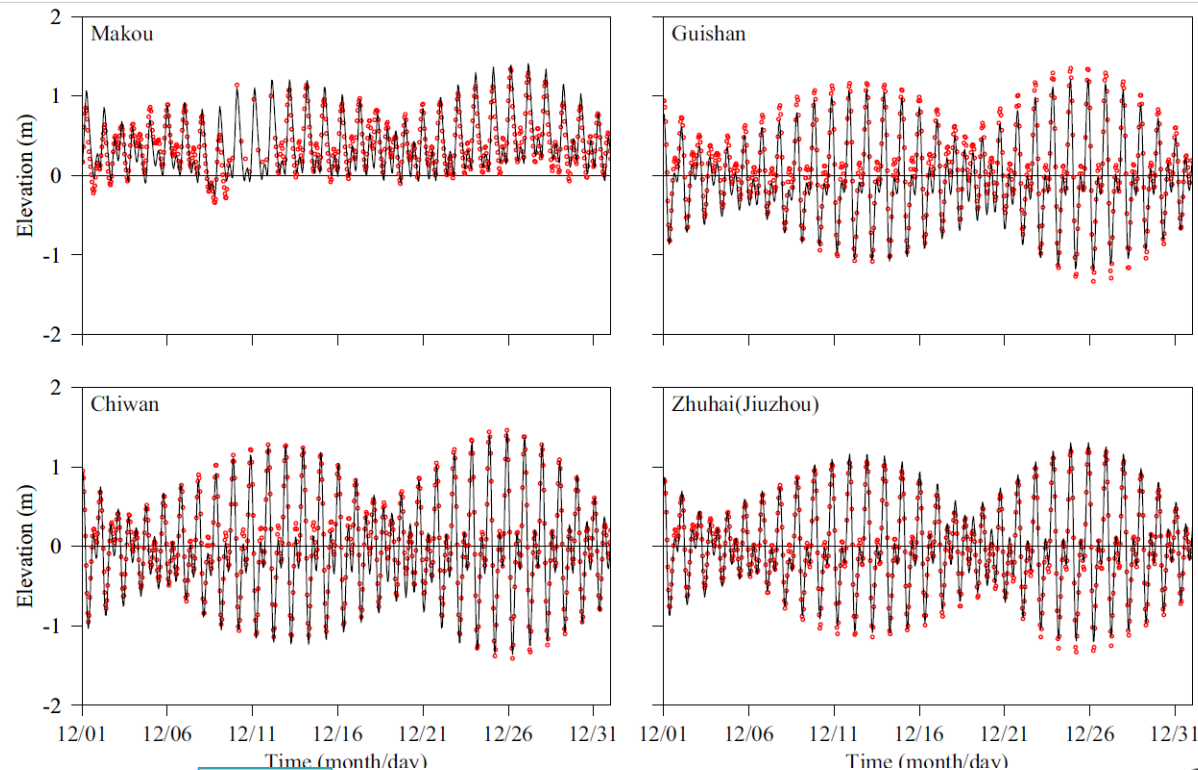 2
1
0
-1
-2
Elevation (m)
Makou
Guishan
2
1
0
-1
-2
Elevation (m)
Chiwan
Zhuhai(Jiuzhou)
12/01 12/06 12/11 12/16 12/21 12/26 12/31
12/01 12/06 12/11 12/16 12/21 12/26 12/31
Time (month/day)
Time (month/day)